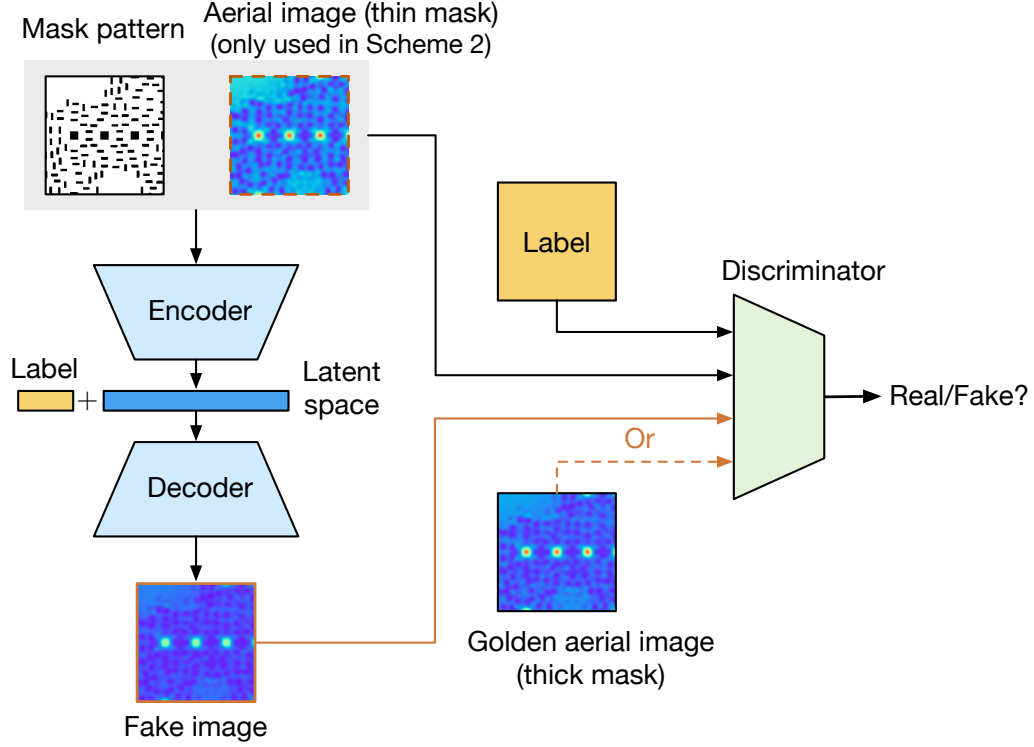 Mask pattern
Aerial image (thin mask)
(only used in Scheme 2)
Label
Discriminator
Encoder
Label
+
Latent
space
Real/Fake?
Or
Decoder
Golden aerial image
(thick mask)
Fake image